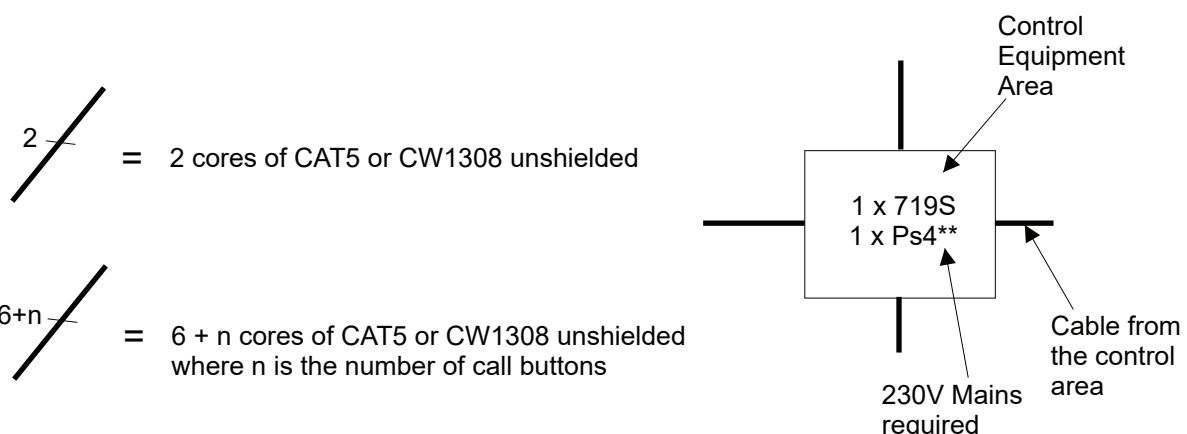 2
=
2 cores of CAT5 or CW1308 unshielded
6+n
=
6 + n cores of CAT5 or CW1308 unshielded
where n is the number of call buttons
Control
Equipment
Area
1 x 719S
1 x Ps4**
Cable from
the control
area
230V Mains
required